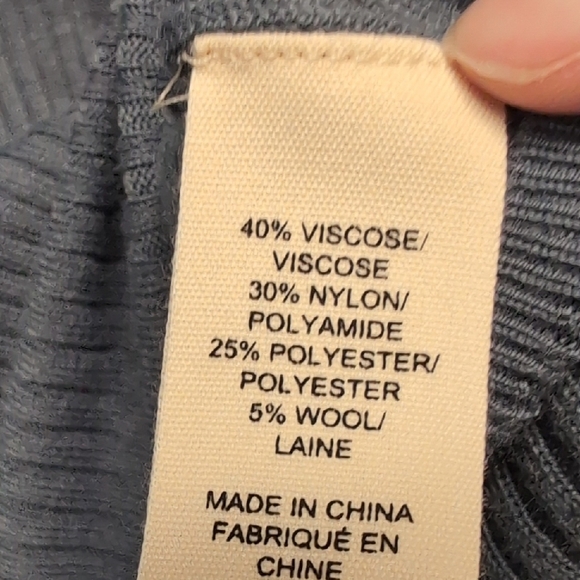 40% VISCOSE/
VISCOSE
30% NYLON/
POLYAMIDE
25% POLYESTER/
POLYESTER
5% WOOL/
LAINE
MADE IN CHINA
FABRIQUÉ EN
CHINE